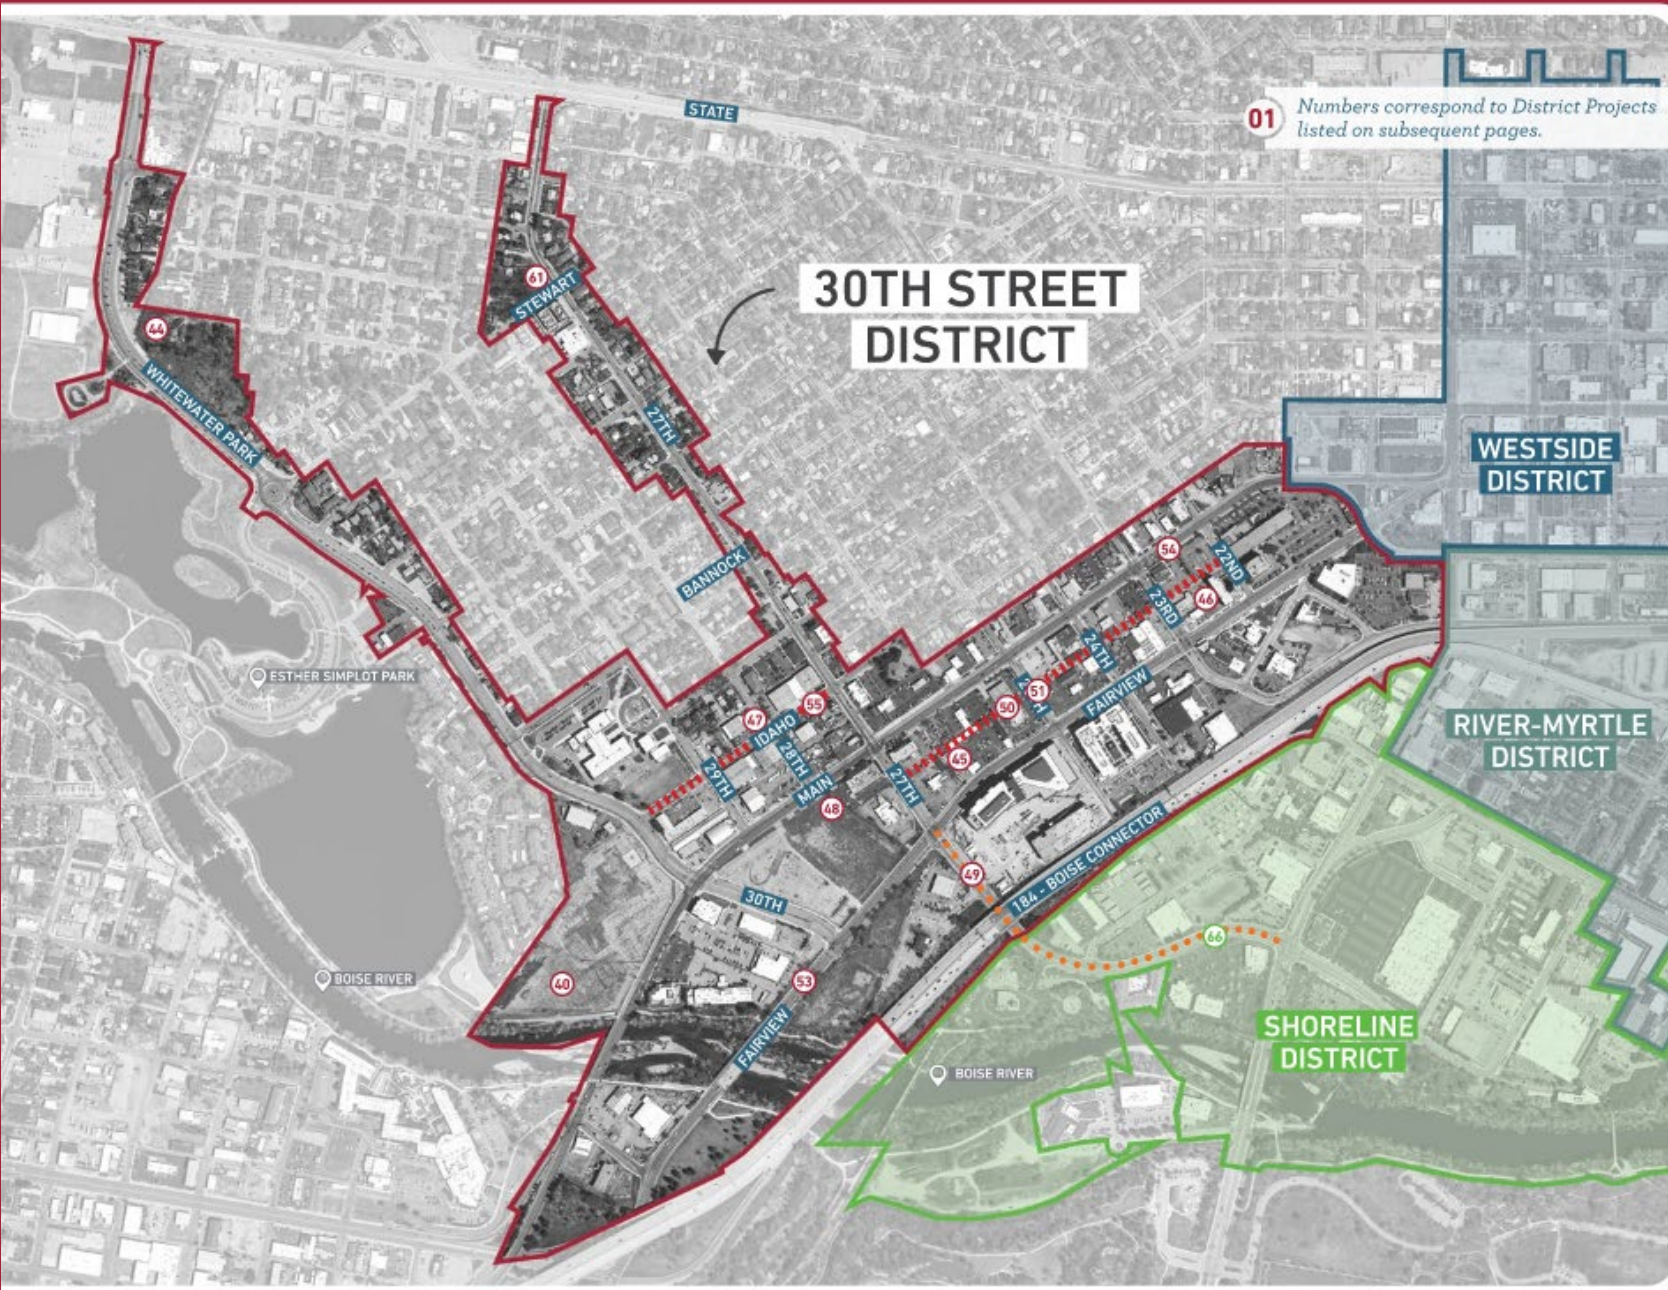 STATE
01
Numbers correspond to District Projects
listed on subsequent pages.
61
STEWART
30TH STREET
DISTRICT
44
WHITEWATER PARK
27TH
WESTSIDE
DISTRICT
BANNOCK
54
22ND
23RD
46
24TH
ESTHER SIMPLOT PARK
51
50
FAIRVIEW
55
47
IDAHO
28TH
29TH
45
27TH
MAIN
48
RIVER-MYRTLE
DISTRICT
49
184 - BOISE CONNECTOR
30TH
66
BOISE RIVER
40
53
FAIRVIEW
SHORELINE
DISTRICT
BOISE RIVER